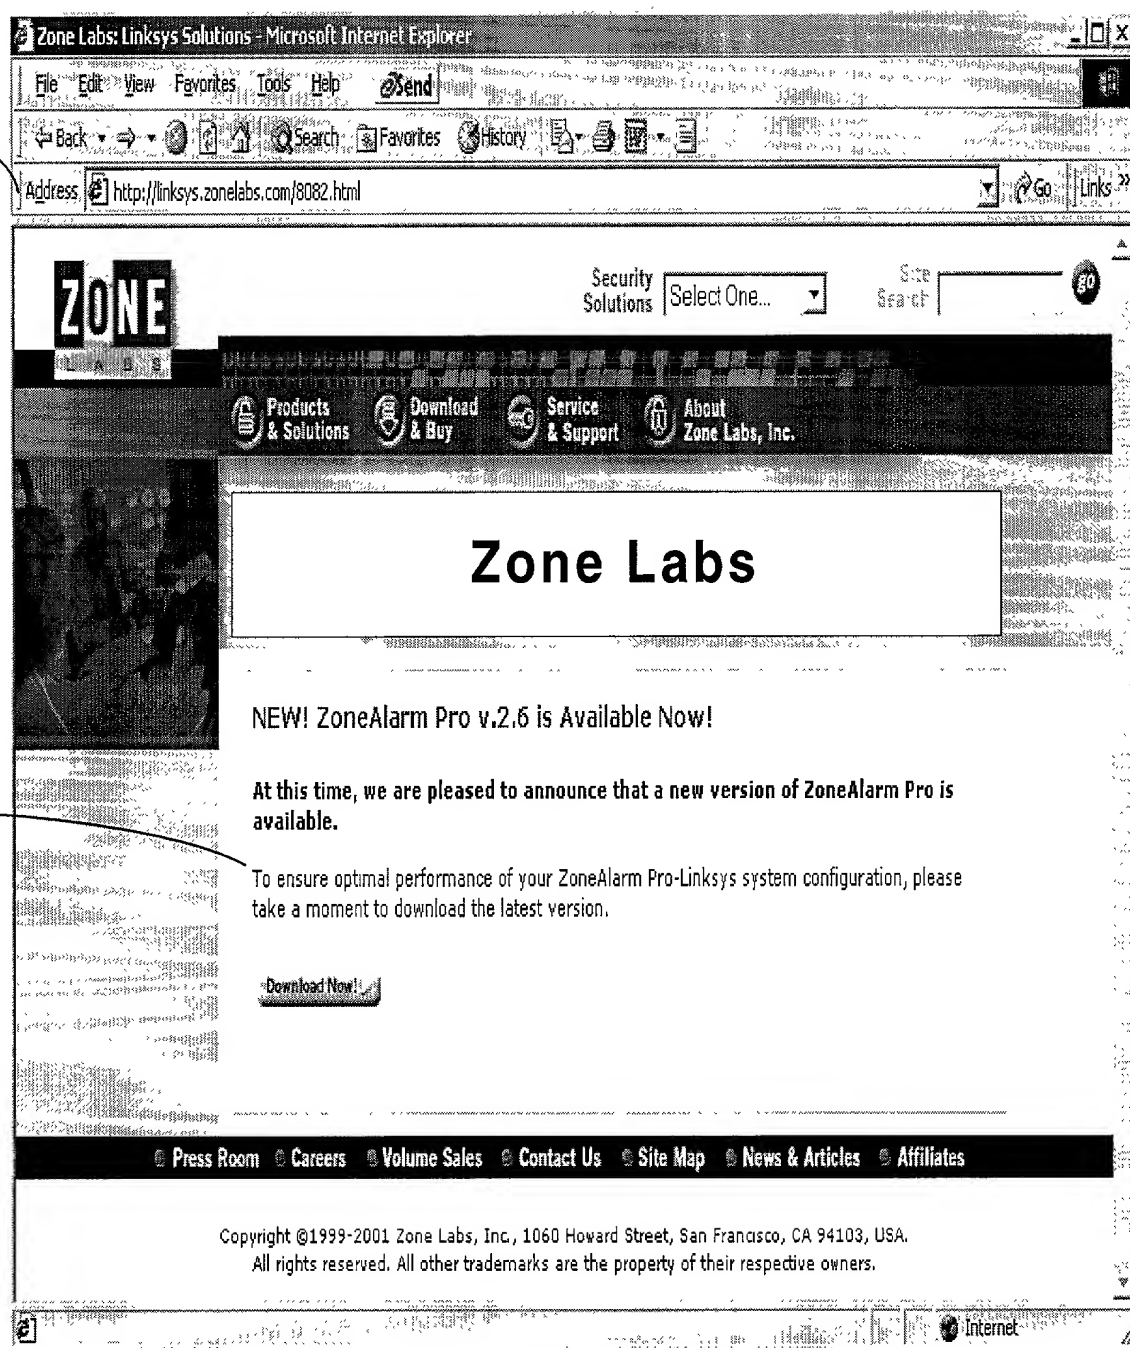 Zone Labs: Linksys Solutions - Microsoft Internet Explorer
File Edit View Favorites Tools Help Send
Back Search Favorites History
Address http://linksys.zonelabs.com/8082.html Go Links »
ZONE
LABS
Security Solutions Select One...
Site Search go
Products & Solutions
Download & Buy
Service & Support
About Zone Labs, Inc.
Zone Labs
NEW! ZoneAlarm Pro v.2.6 is Available Now!
At this time, we are pleased to announce that a new version of ZoneAlarm Pro is
available.
To ensure optimal performance of your ZoneAlarm Pro-Linksys system configuration, please
take a moment to download the latest version.
Download Now!
Press Room Careers Volume Sales Contact Us Site Map News & Articles Affiliates
Copyright ©1999-2001 Zone Labs, Inc., 1060 Howard Street, San Francisco, CA 94103, USA.
All rights reserved. All other trademarks are the property of their respective owners.
Internet